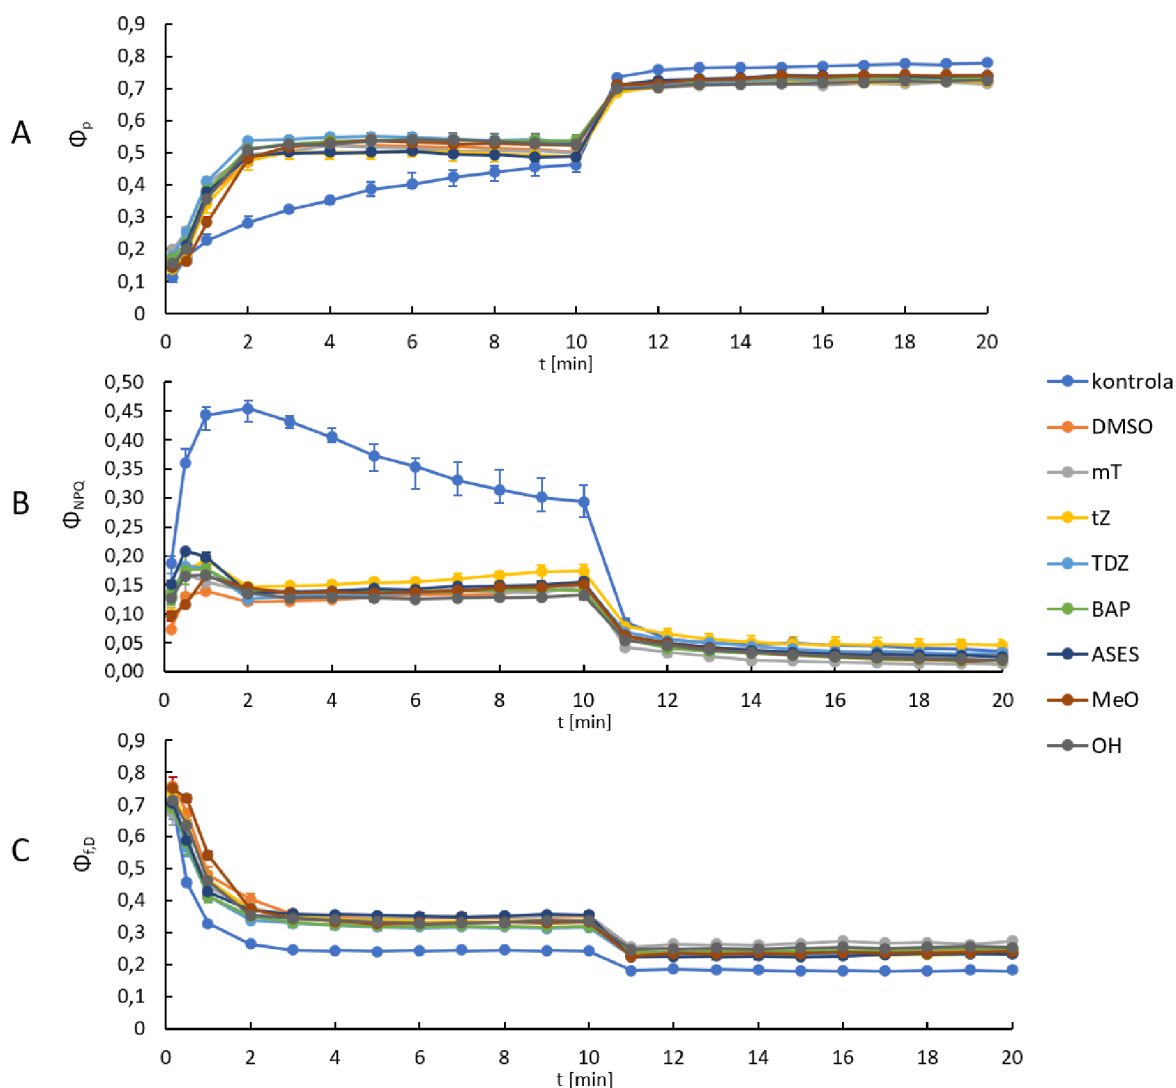 A
Φp
0,9
0,8
0,7
0,6
0,5
0,4
0,3
0,2
0,1
0
0 2 4 6 8 10 12 14 16 18 20
t [min]
B
ΦNPQ
0,50
0,45
0,40
0,35
0,30
0,25
0,20
0,15
0,10
0,05
0,00
0 2 4 6 8 10 12 14 16 18 20
t [min]
kontrola
DMSO
mT
tZ
TDZ
BAP
ASES
MeO
OH
C
Φf,D
0,9
0,8
0,7
0,6
0,5
0,4
0,3
0,2
0,1
0
0 2 4 6 8 10 12 14 16 18 20
t [min]